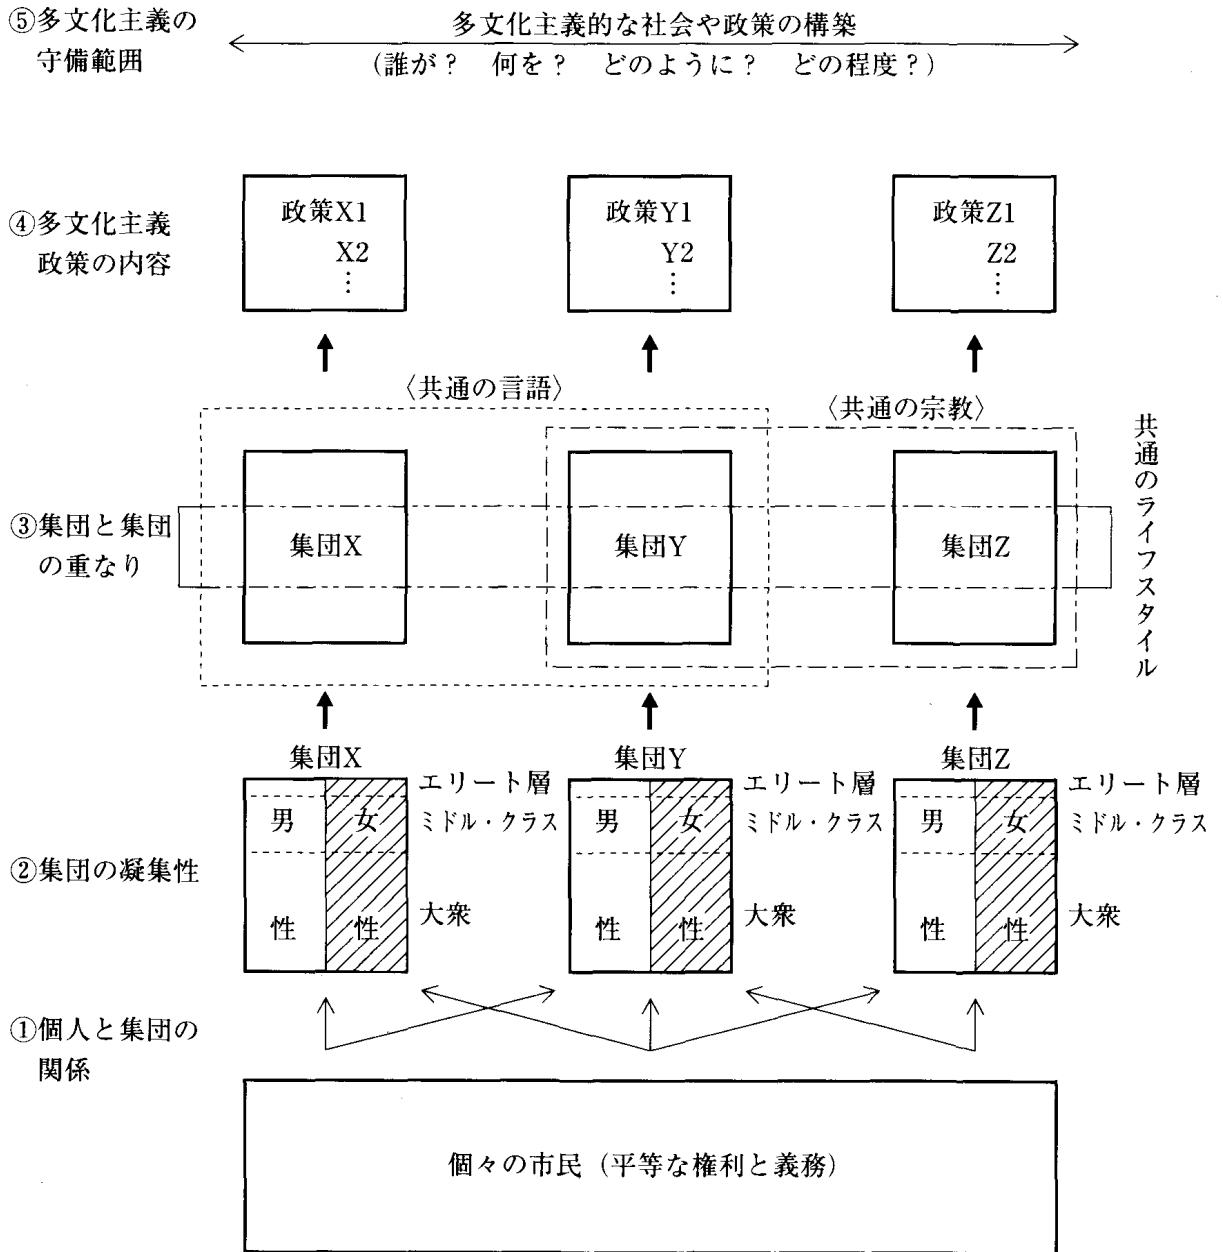 ⑤多文化主義の
守備範囲
多文化主義的な社会や政策の構築
(誰が? 何を? どのように? どの程度?)
④多文化主義
政策の内容
政策X1
X2
⋮
政策Y1
Y2
⋮
政策Z1
Z2
⋮
〈共通の言語〉
〈共通の宗教〉
共通のライフスタイル
③集団と集団
の重なり
集団X
集団Y
集団Z
②集団の凝集性
集団X
男 女
性 性
エリート層
ミドル・クラス
大衆
集団Y
男 女
性 性
エリート層
ミドル・クラス
大衆
集団Z
男 女
性 性
エリート層
ミドル・クラス
大衆
①個人と集団の
関係
個々の市民(平等な権利と義務)